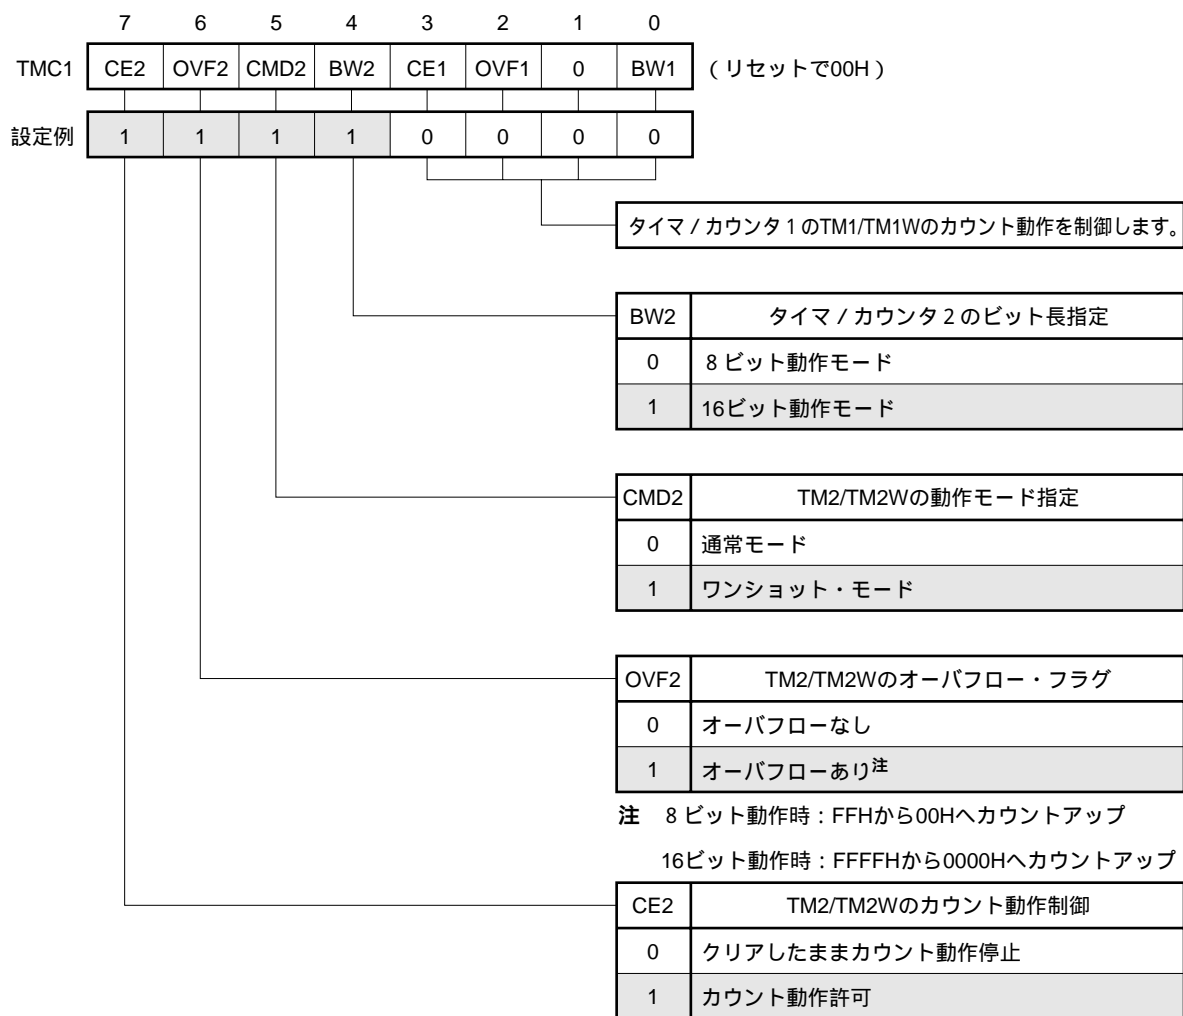 7 6 5 4 3 2 1 0
TMC1 CE2 OVF2 CMD2 BW2 CE1 OVF1 0 BW1 (リセットで00H)
設定例 1 1 1 1 0 0 0 0
タイマ/カウンタ1のTM1/TM1Wのカウント動作を制御します。
BW2 タイマ/カウンタ2のビット長指定
0 8ビット動作モード
1 16ビット動作モード
CMD2 TM2/TM2Wの動作モード指定
0 通常モード
1 ワンショット・モード
OVF2 TM2/TM2Wのオーバフロー・フラグ
0 オーバフローなし
1 オーバフローあり注
注 8ビット動作時:FFHから00Hへカウントアップ
16ビット動作時:FFFFHから0000Hへカウントアップ
CE2 TM2/TM2Wのカウント動作制御
0 クリアしたままカウント動作停止
1 カウント動作許可